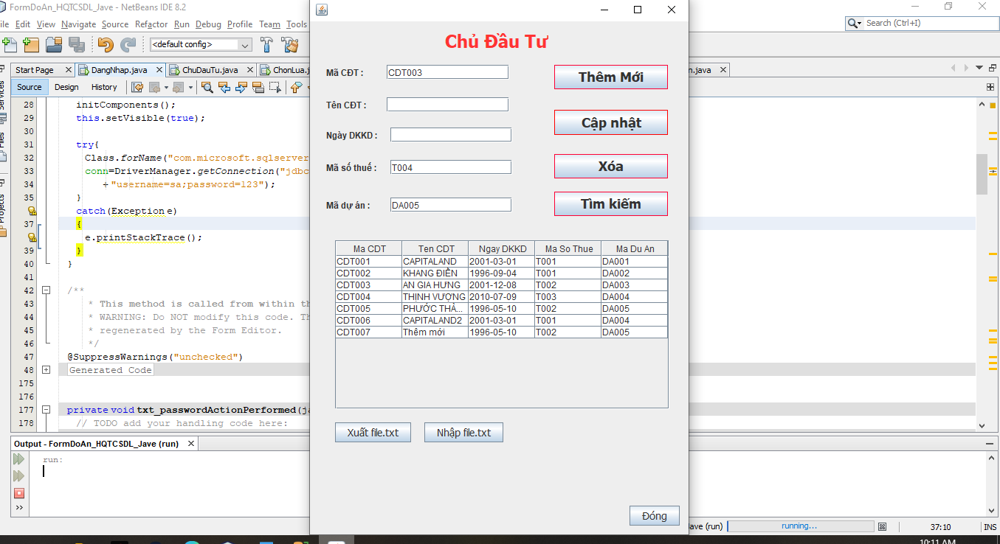 FormDoAn_HQTCSDL_Jave - NetBeans IDE 8.2
ile Edit View Navigate Source Refactor Run Debug Profile Team Tools
Search (Ctrl+I)
<default config>
Start Page DangNhap.java ChuDauTu.java ChonLua.j n.java
Source Design History
Services
Files
Projects
28 initComponents();
29 this.setVisible(true);
30
31 try{
32 Class.forName("com.microsoft.sqlserver
33 conn=DriverManager.getConnection("jdbc
34 + "username=sa;password=123");
35 }
catch(Exception e)
37 {
e.printStackTrace();
39 }
40 }
41
42 /**
43 * This method is called from within th
44 * WARNING: Do NOT modify this code. Th
45 * regenerated by the Form Editor.
46 */
47 @SuppressWarnings("unchecked")
48 Generated Code
175
176
177 private void txt_passwordActionPerformed(ja
178 // TODO add your handling code here:
Output - FormDoAn_HQTCSDL_Jave (run)
run:
Chủ Đầu Tư
Mã CĐT : CDT003 Thêm Mới
Tên CĐT :
Cập nhật
Ngày DKKD :
Mã số thuế : T004 Xóa
Mã dự án : DA005 Tìm kiếm
Ma CDT Ten CDT Ngay DKKD Ma So Thue Ma Du An
CDT001 CAPITALAND 2001-03-01 T001 DA001
CDT002 KHANG ĐIỀN 1996-09-04 T001 DA002
CDT003 AN GIA HƯNG 2001-12-08 T002 DA003
CDT004 THỊNH VƯỢNG 2010-07-09 T003 DA004
CDT005 PHƯỚC THÀ... 1996-05-10 T002 DA005
CDT006 CAPITALAND2 2001-03-01 T001 DA004
CDT007 Thêm mới 1996-05-10 T002 DA005
Xuất file.txt Nhập file.txt
Đóng
ave (run) running... 37:10 INS
10:11 AM